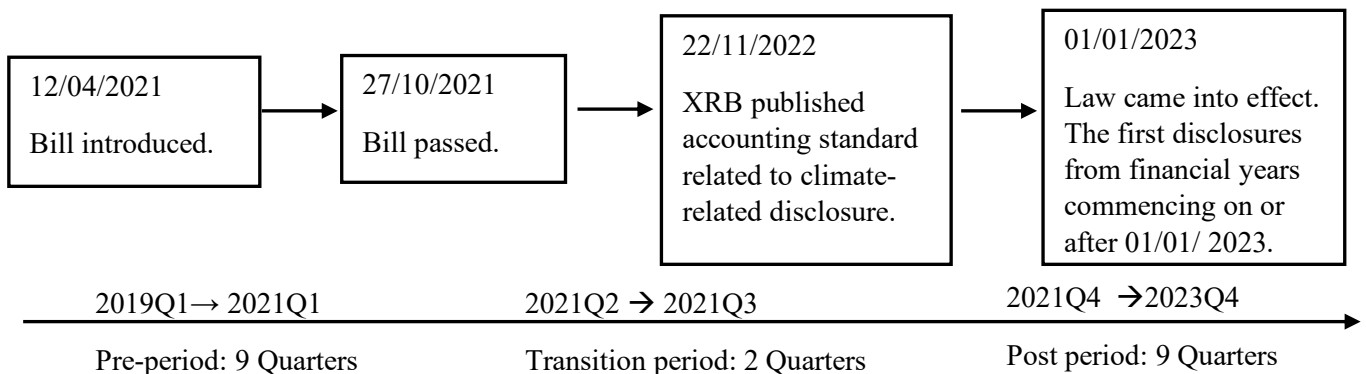 12/04/2021
Bill introduced.
27/10/2021
Bill passed.
22/11/2022
XRB published
accounting standard
related to climate-
related disclosure.
01/01/2023
Law came into effect.
The first disclosures
from financial years
commencing on or
after 01/01/ 2023.
2019Q1→ 2021Q1
2021Q2 → 2021Q3
2021Q4 →2023Q4
Pre-period: 9 Quarters
Transition period: 2 Quarters
Post period: 9 Quarters